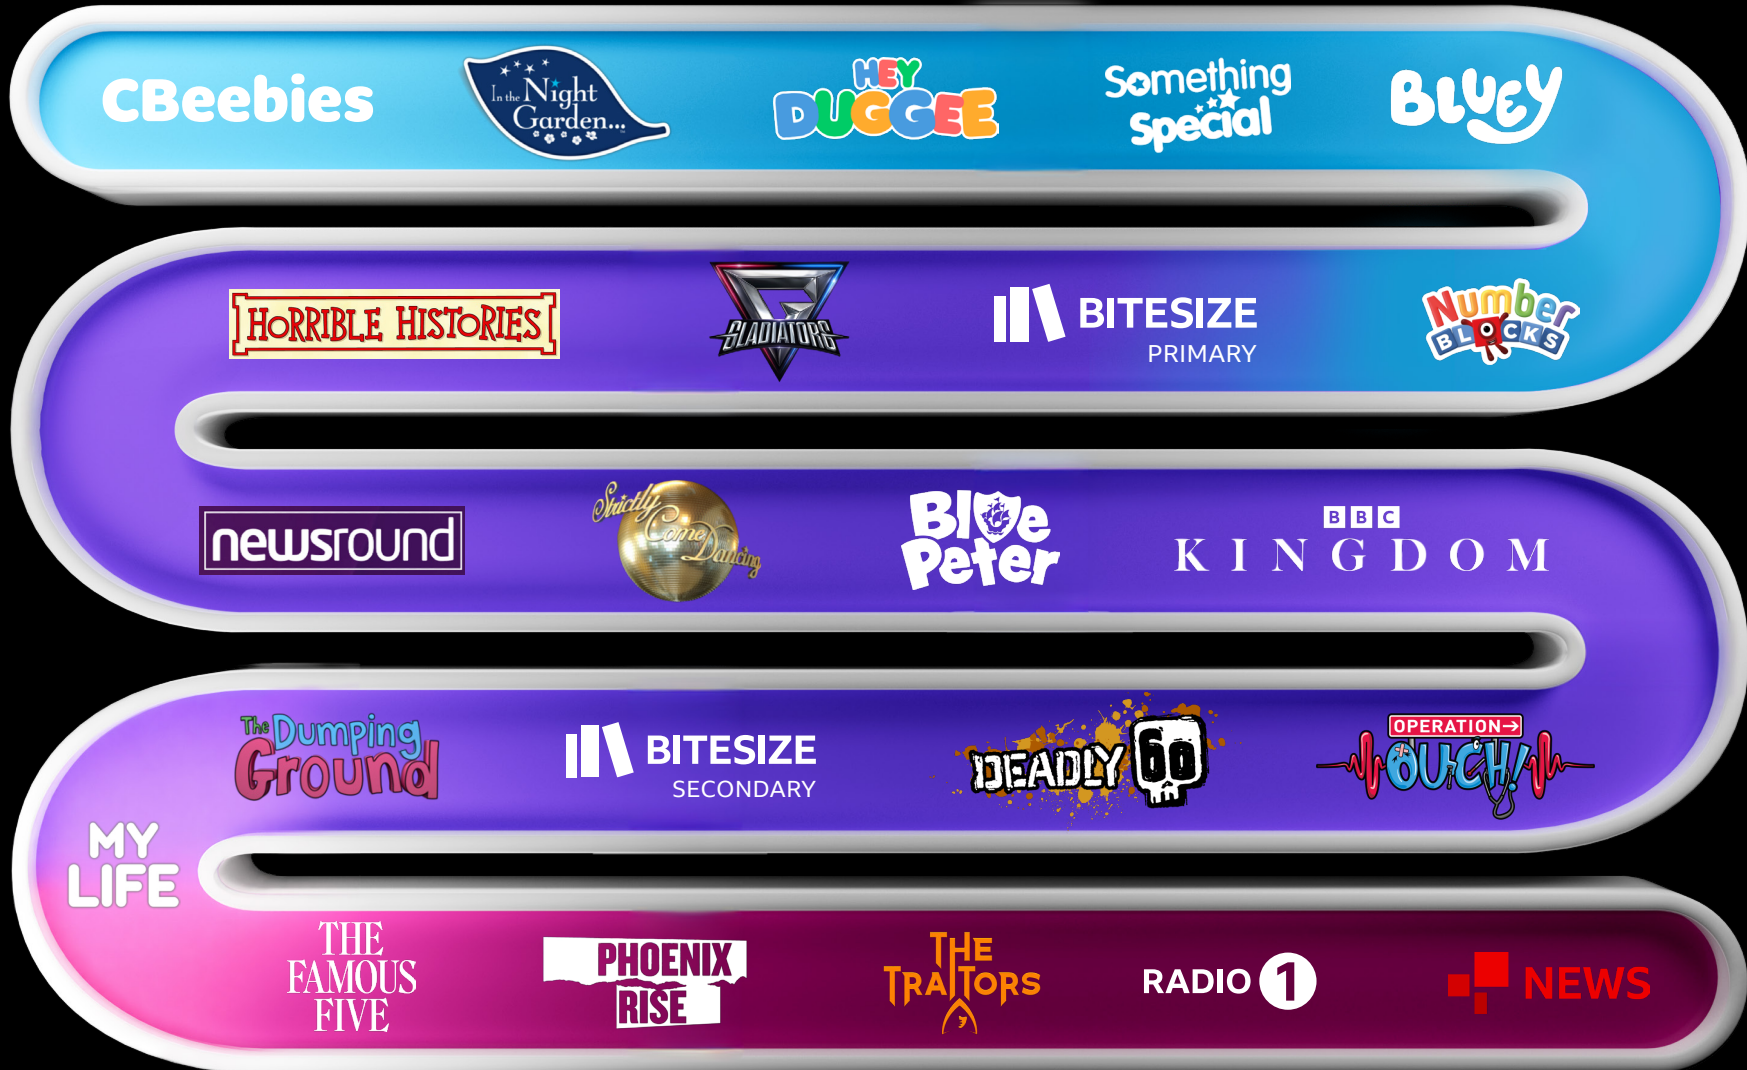 CBeebies
In the Night
Garden...
HEY
DUGGEE
Something
Special
BLUEY
HORRIBLE HISTORIES
G
GLADIATORS
BITESIZE
PRIMARY
Number
BLOCKS
newsround
Strictly
Come
Dancing
Blue
Peter
BBC
KINGDOM
The
Dumping
Ground
BITESIZE
SECONDARY
DEADLY 60
OPERATION→
OUCH!
MY
LIFE
THE
FAMOUS
FIVE
PHOENIX
RISE
THE
TRAITORS
RADIO 1
NEWS